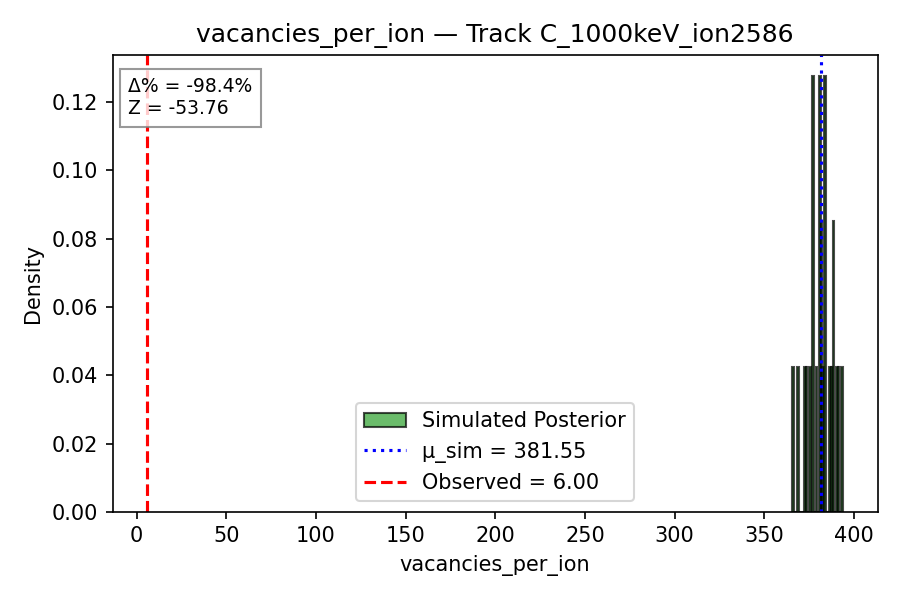 vacancies_per_ion — Track C_1000keV_ion2586
Δ% = -98.4%
Z = -53.76
Density
0.12
0.10
0.08
0.06
0.04
0.02
0.00
Simulated Posterior
μ_sim = 381.55
Observed = 6.00
0 50 100 150 200 250 300 350 400
vacancies_per_ion